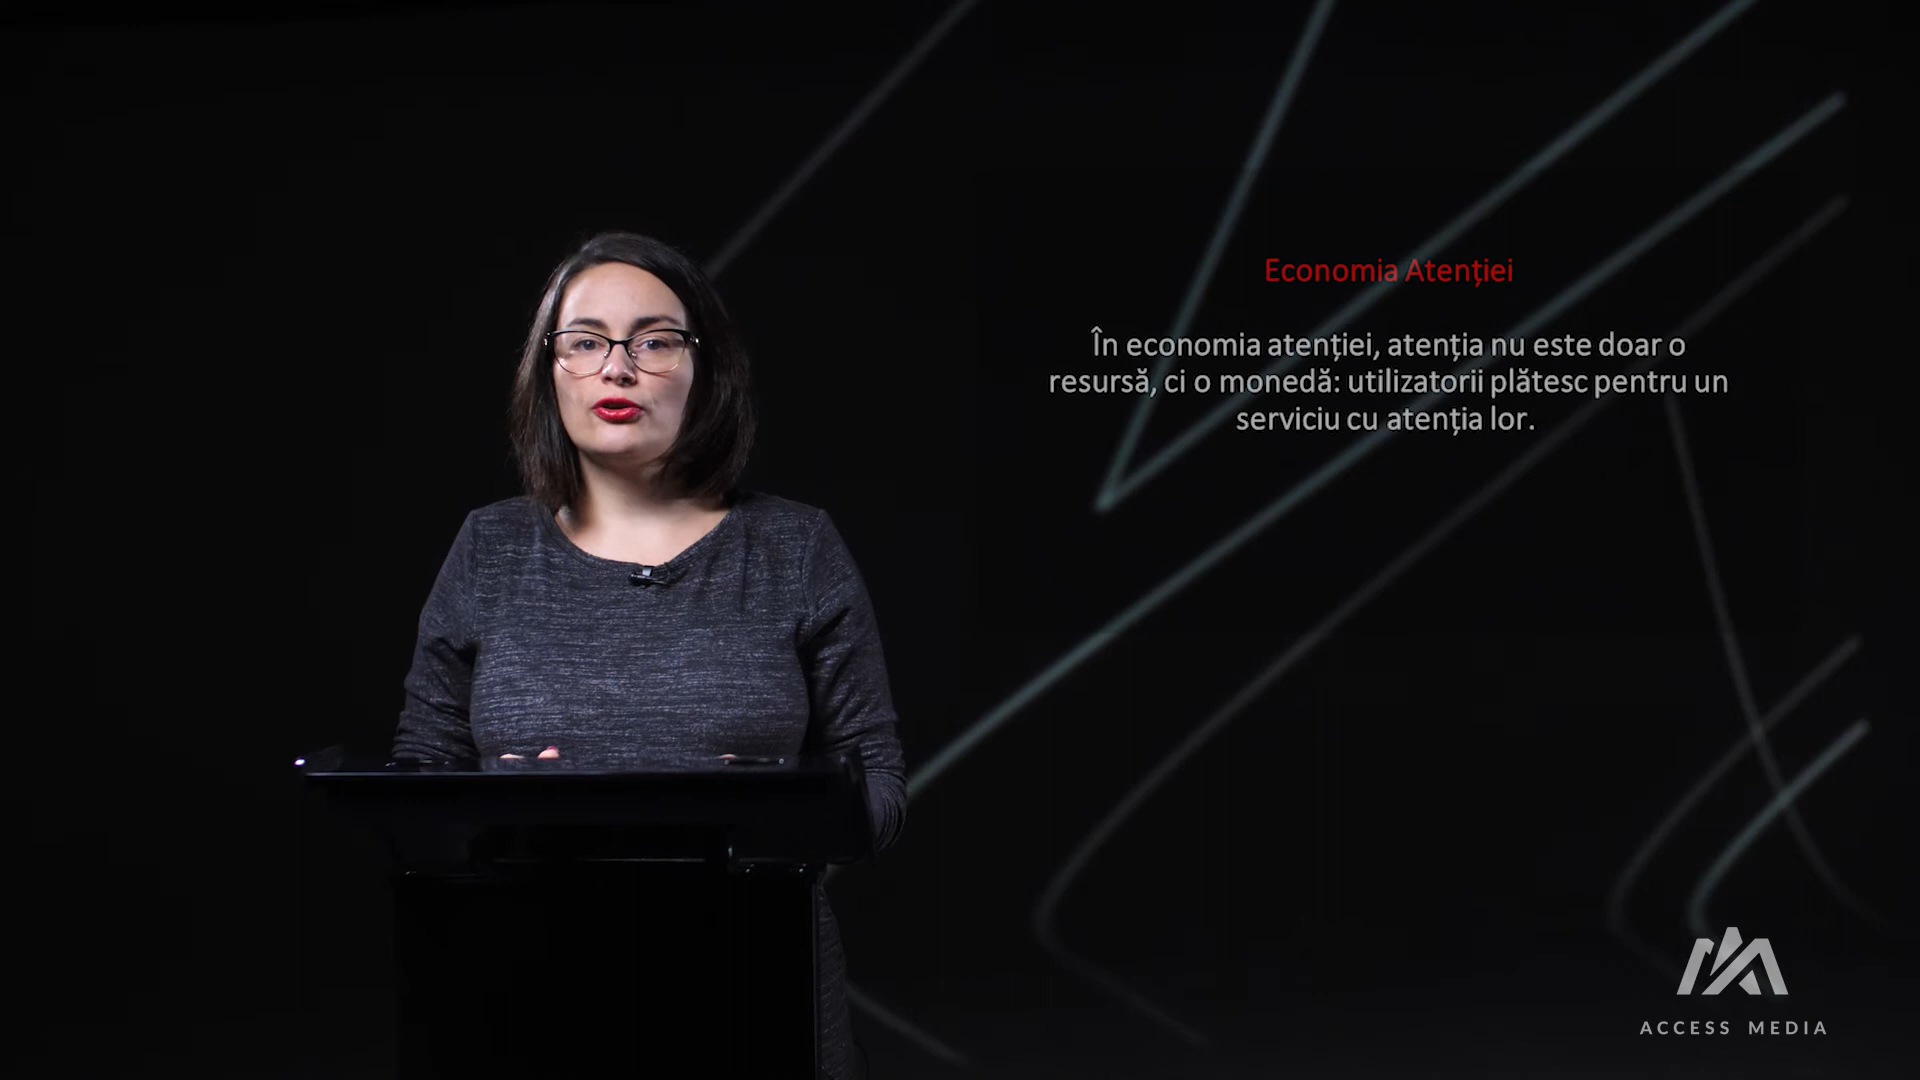 Economia Atenției
În economia atenției, atenția nu este doar o
resursă, ci o monedă: utilizatorii plătesc pentru un
serviciu cu atenția lor.
ACCESS MEDIA